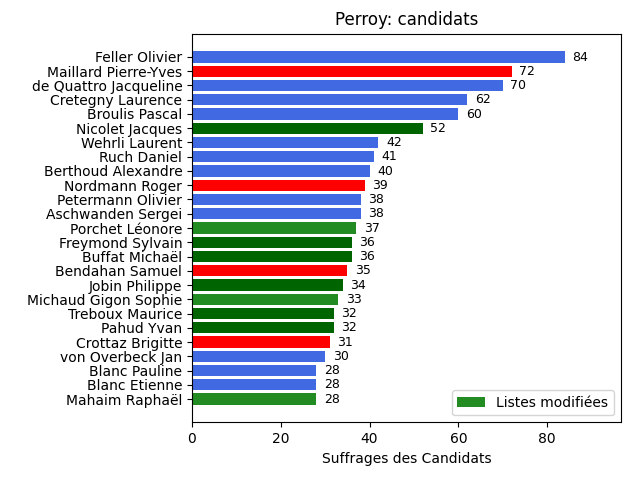 Perroy: candidats
Feller Olivier 84
Maillard Pierre-Yves 72
de Quattro Jacqueline 70
Cretegny Laurence 62
Broulis Pascal 60
Nicolet Jacques 52
Wehrli Laurent 42
Ruch Daniel 41
Berthoud Alexandre 40
Nordmann Roger 39
Petermann Olivier 38
Aschwanden Sergei 38
Porchet Léonore 37
Freymond Sylvain 36
Buffat Michaël 36
Bendahan Samuel 35
Jobin Philippe 34
Michaud Gigon Sophie 33
Treboux Maurice 32
Pahud Yvan 32
Crottaz Brigitte 31
von Overbeck Jan 30
Blanc Pauline 28
Blanc Etienne 28
Mahaim Raphaël 28
Listes modifiées
0 20 40 60 80
Suffrages des Candidats